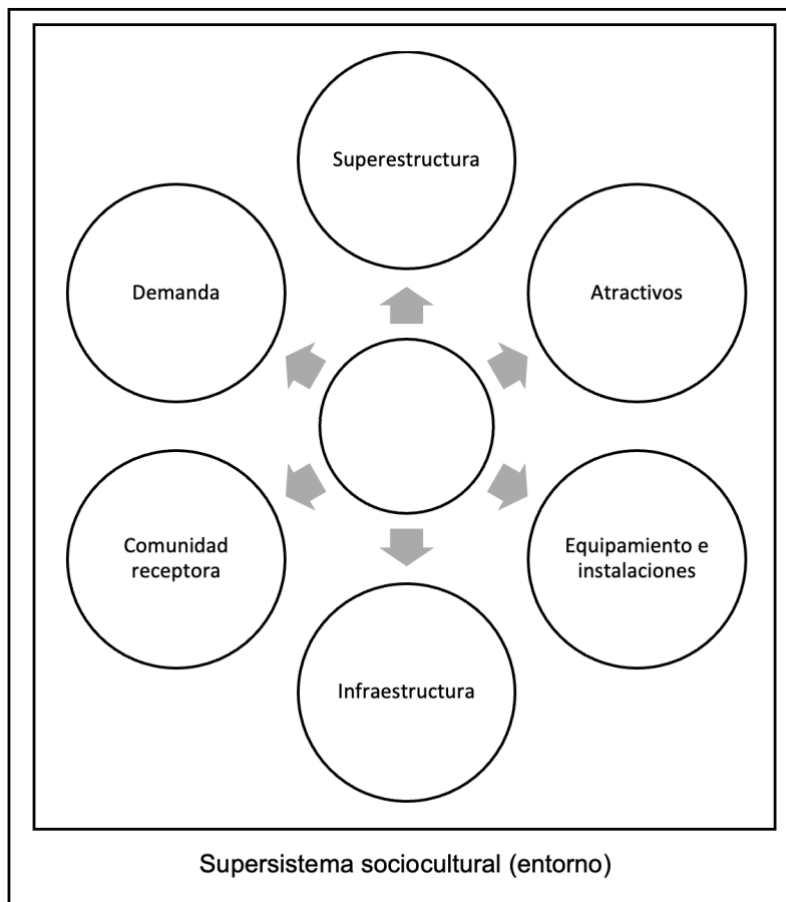 Superestructura
Demanda
Atractivos
Comunidad
receptora
Equipamiento e
instalaciones
Infraestructura
Supersistema sociocultural (entorno)